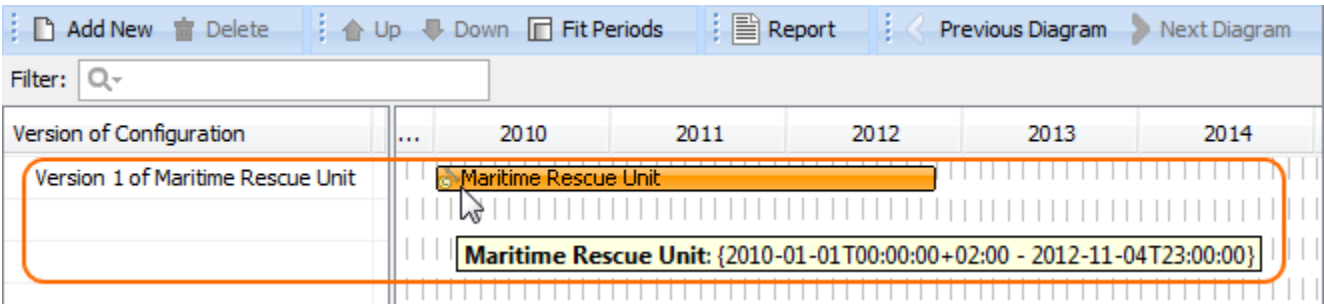 Add New Delete Up Down Fit Periods Report Previous Diagram Next Diagram
Filter:
Version of Configuration ... 2010 2011 2012 2013 2014
Version 1 of Maritime Rescue Unit Maritime Rescue Unit
Maritime Rescue Unit: {2010-01-01T00:00:00+02:00 - 2012-11-04T23:00:00}